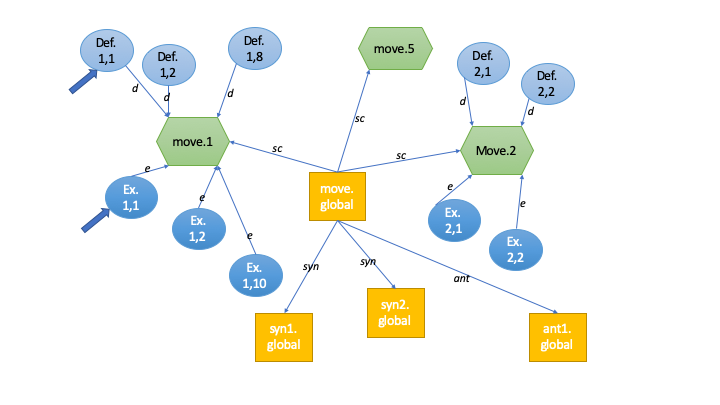 Def.
1,1
Def.
1,2
Def.
1,8
move.5
Def.
2,1
Def.
2,2
d
d
d
d
d
sc
move.1
sc
sc
Move.2
e
e
e
e
e
Ex.
1,1
Ex.
1,2
Ex.
1,10
move.
global
Ex.
2,1
Ex.
2,2
syn
syn
ant
syn1.
global
syn2.
global
ant1.
global